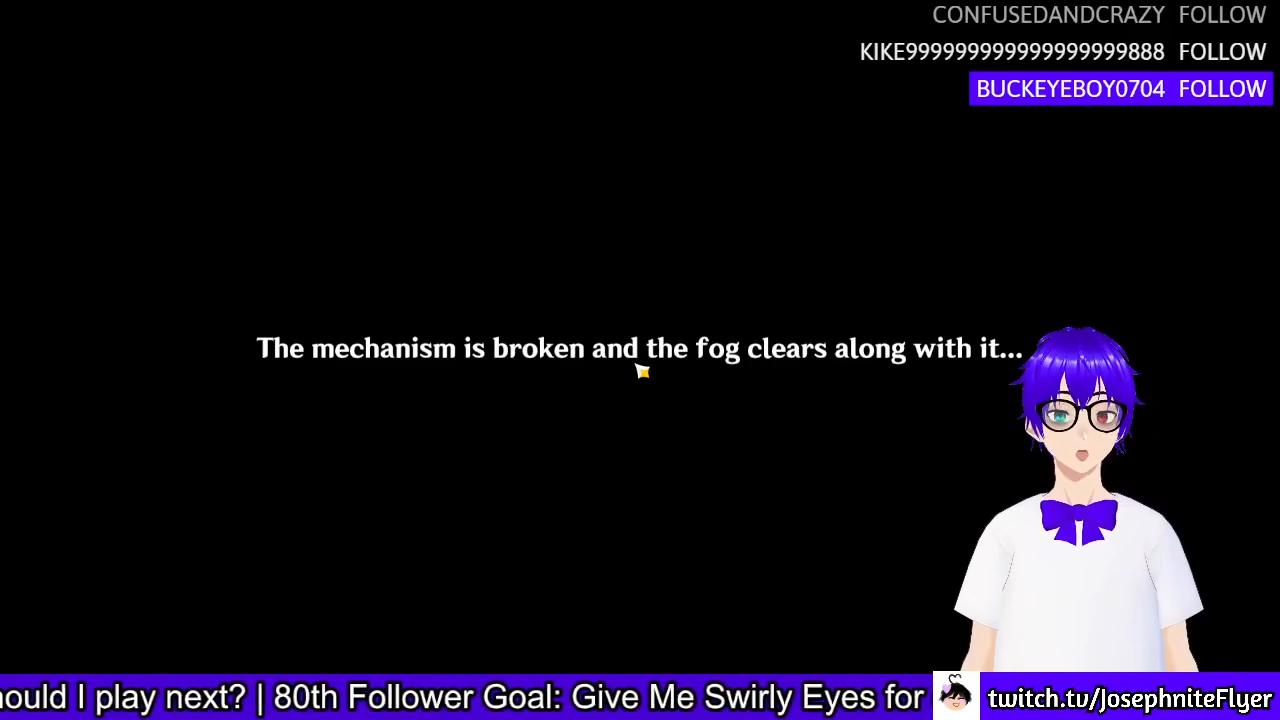 CONFUSEDANDCRAZY FOLLOW
KIKE999999999999999999888 FOLLOW
BUCKEYEBOY0704 FOLLOW
The mechanism is broken and the fog clears along with it...
ould I play next? | 80th Follower Goal: Give Me Swirly Eyes for
twitch.tv/JosephniteFlyer